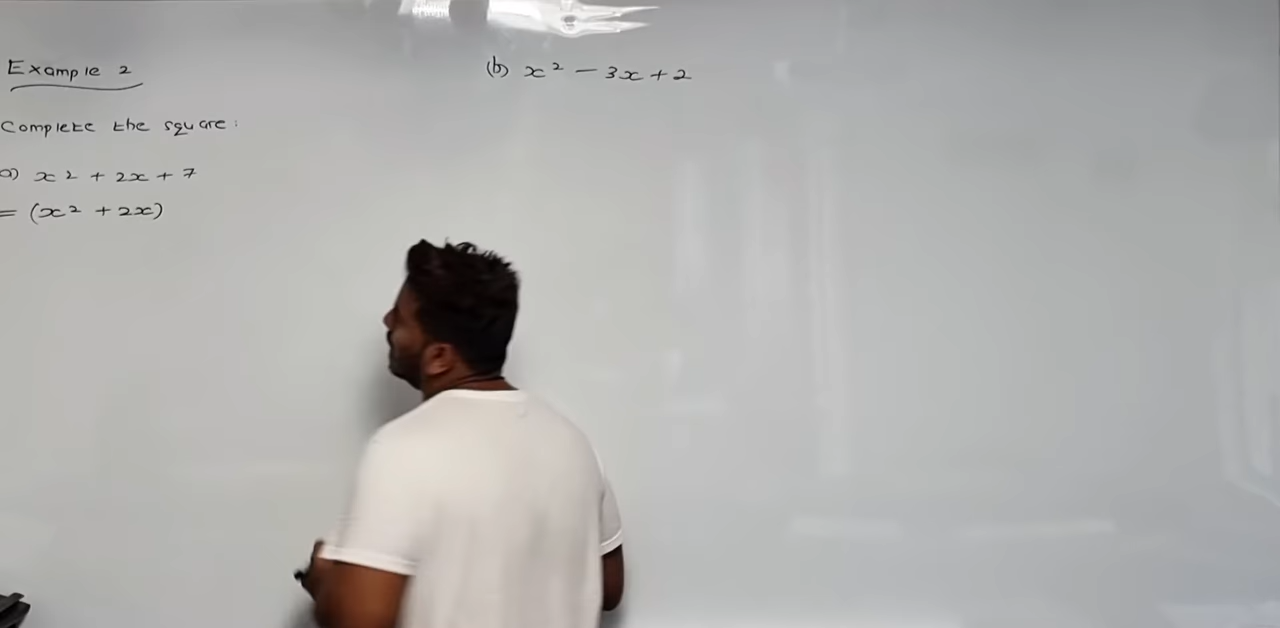 Example 2
Complete the square:
a) x² + 2x + 7
= (x² + 2x)
(b) x² - 3x + 2